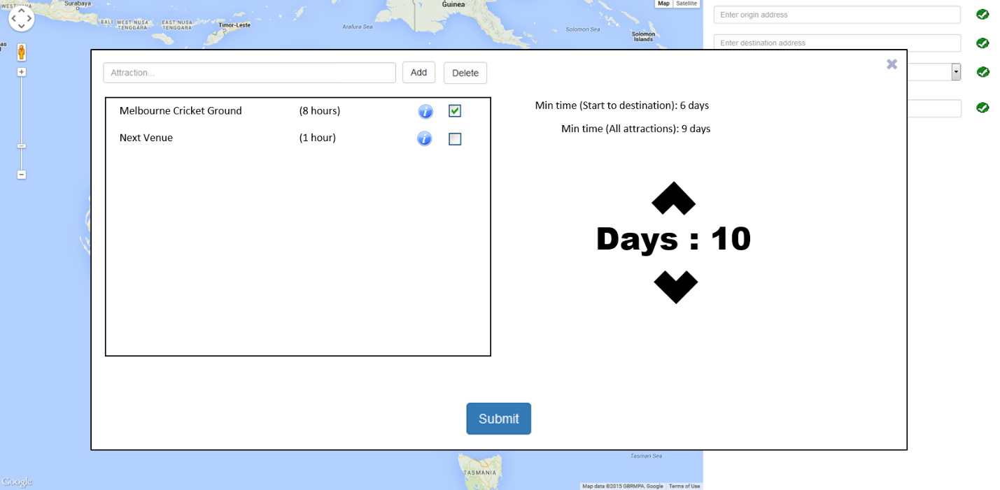 WEST
Surabaya
BALI
WEST NUSA TENGGARA
EAST NUSA TENGGARA
Timor-Leste
Arafura Sea
Guinea
Solomon Sea
Solomon Islands
Map
Satellite
Enter origin address
Enter destination address
Attraction...
Add
Delete
Melbourne Cricket Ground (8 hours)
Next Venue (1 hour)
Min time (Start to destination): 6 days
Min time (All attractions): 9 days
Days : 10
Submit
TASMANIA
Tasman Sea
Google
Map data ©2015 GBRMPA, Google
Terms of Use